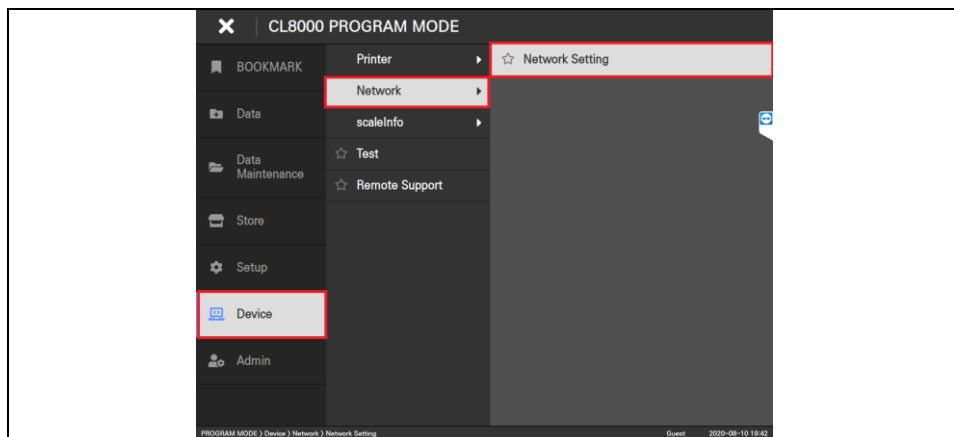 CL8000 PROGRAM MODE
BOOKMARK
Data
Data
Maintenance
Store
Setup
Device
Admin
Printer
Network
scaleInfo
Test
Remote Support
Network Setting
PROGRAM MODE > Device > Network > Network Setting
Guest
2020-08-10 19:42